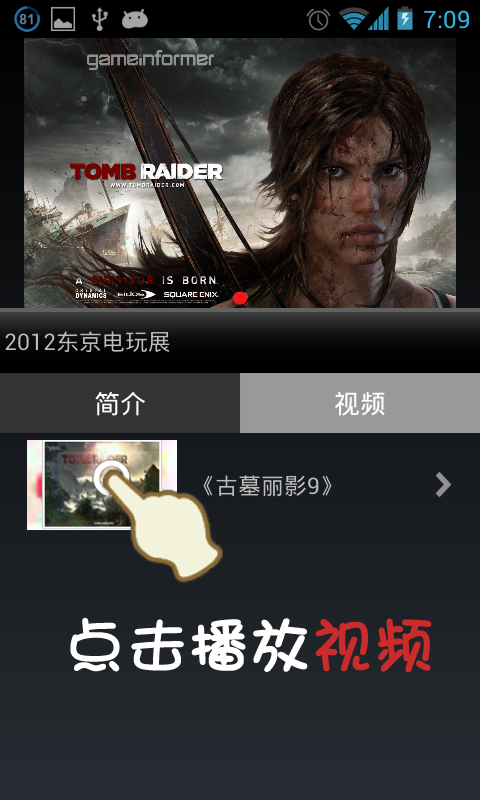 81 7:09
gameinformer
TOMB RAIDER
WWW.TOMBRAIDER.COM
A SURVIVOR IS BORN.
CRYSTAL DYNAMICS eidos SQUARE ENIX.
2012东京电玩展
简介 视频
TOMB RAIDER
《古墓丽影9》
点击播放视频